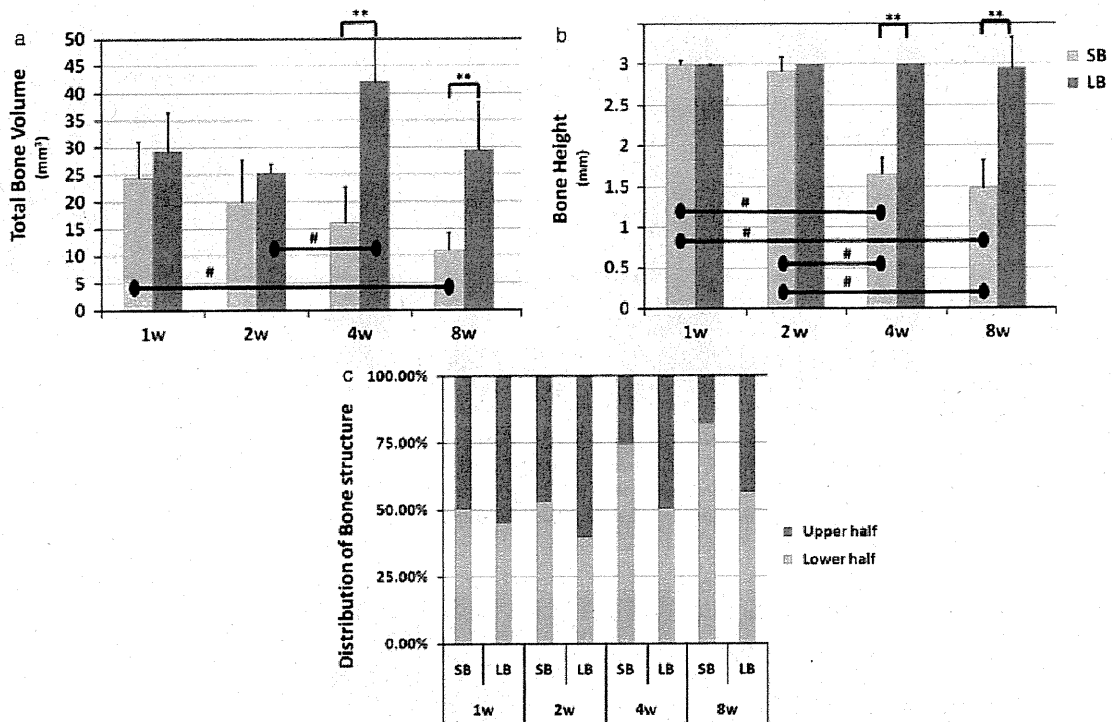 a
Total Bone Volume
(mm³)
50
45
40
35
30
25
20
15
10
5
0
**
**
#
#
1w 2w 4w 8w
b
Bone Height
(mm)
3
2.5
2
1.5
1
0.5
0
**
**
#
#
#
#
1w 2w 4w 8w
SB
LB
c
Distribution of Bone structure
100.00%
75.00%
50.00%
25.00%
0.00%
SB LB SB LB SB LB SB LB
1w 2w 4w 8w
Upper half
Lower half